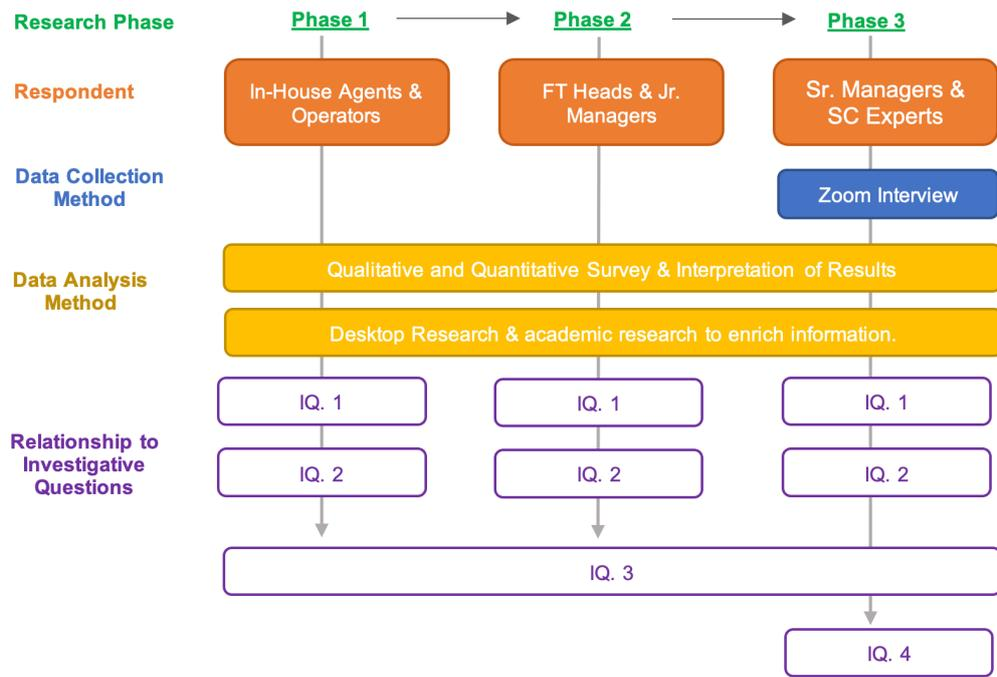 Research Phase
Phase 1
Phase 2
Phase 3
Respondent
In-House Agents &
Operators
FT Heads & Jr.
Managers
Sr. Managers &
SC Experts
Data Collection
Method
Zoom Interview
Data Analysis
Method
Qualitative and Quantitative Survey & Interpretation of Results
Desktop Research & academic research to enrich information.
Relationship to
Investigative
Questions
IQ. 1
IQ. 1
IQ. 1
IQ. 2
IQ. 2
IQ. 2
IQ. 3
IQ. 4